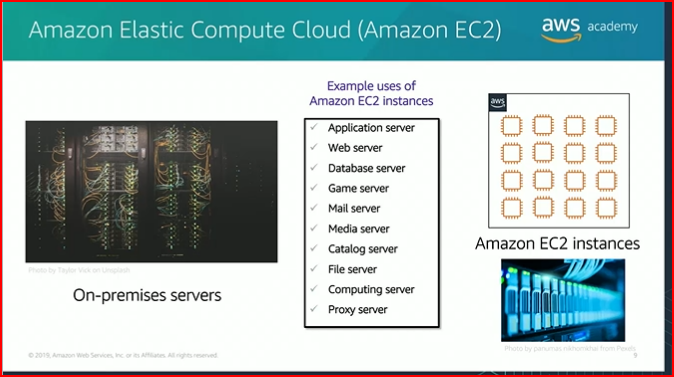 Amazon Elastic Compute Cloud (Amazon EC2)
aws academy
Example uses of
Amazon EC2 instances
Application server
Web server
Database server
Game server
Mail server
Media server
Catalog server
File server
Computing server
Proxy server
Photo by Taylor Vick on Unsplash
On-premises servers
aws
Amazon EC2 instances
Photo by panumas nikhomkhai from Pexels
© 2019, Amazon Web Services, Inc. or its Affiliates. All rights reserved.
9